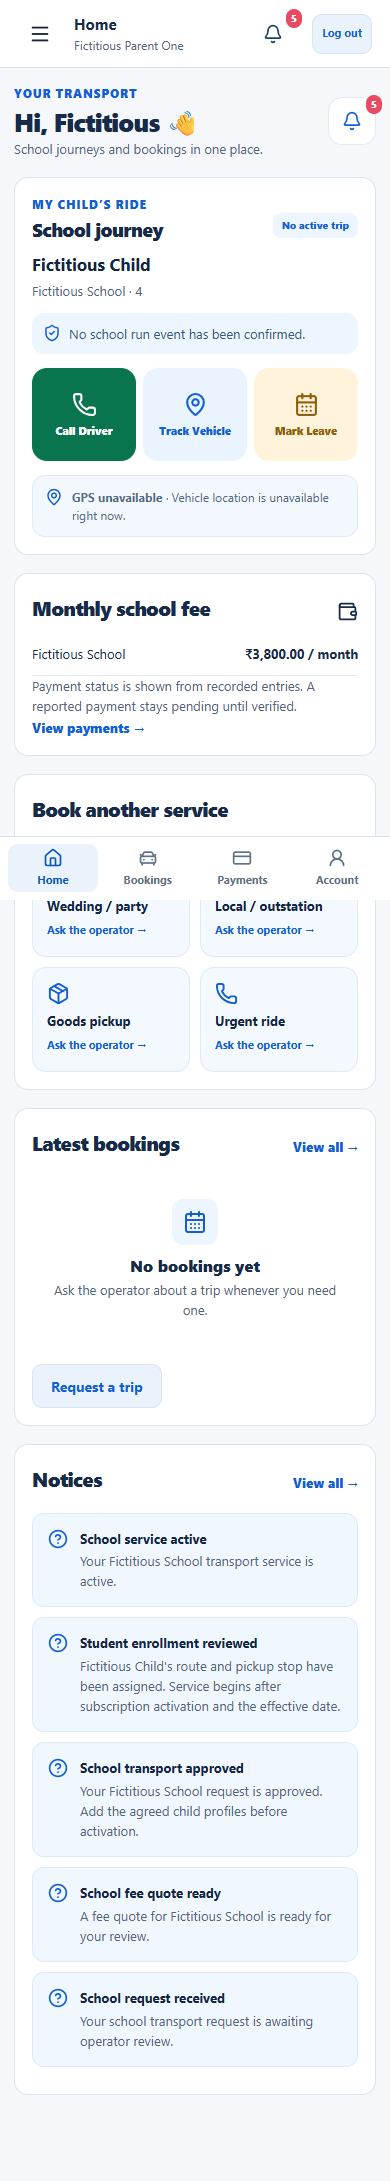 Home
Fictitious Parent One
5
Log out
YOUR TRANSPORT
Hi, Fictitious 👋
5
School journeys and bookings in one place.
MY CHILD'S RIDE
School journey
No active trip
Fictitious Child
Fictitious School · 4
No school run event has been confirmed.
Call Driver
Track Vehicle
Mark Leave
GPS unavailable · Vehicle location is unavailable
right now.
Monthly school fee
Fictitious School
₹3,800.00 / month
Payment status is shown from recorded entries. A
reported payment stays pending until verified.
View payments →
Book another service
Home
Bookings
Payments
Account
Wedding / party
Local / outstation
Ask the operator →
Ask the operator →
Goods pickup
Urgent ride
Ask the operator →
Ask the operator →
Latest bookings
View all →
No bookings yet
Ask the operator about a trip whenever you need
one.
Request a trip
Notices
View all →
School service active
Your Fictitious School transport service is
active.
Student enrollment reviewed
Fictitious Child's route and pickup stop have
been assigned. Service begins after
subscription activation and the effective date.
School transport approved
Your Fictitious School request is approved.
Add the agreed child profiles before
activation.
School fee quote ready
A fee quote for Fictitious School is ready for
your review.
School request received
Your school transport request is awaiting
operator review.